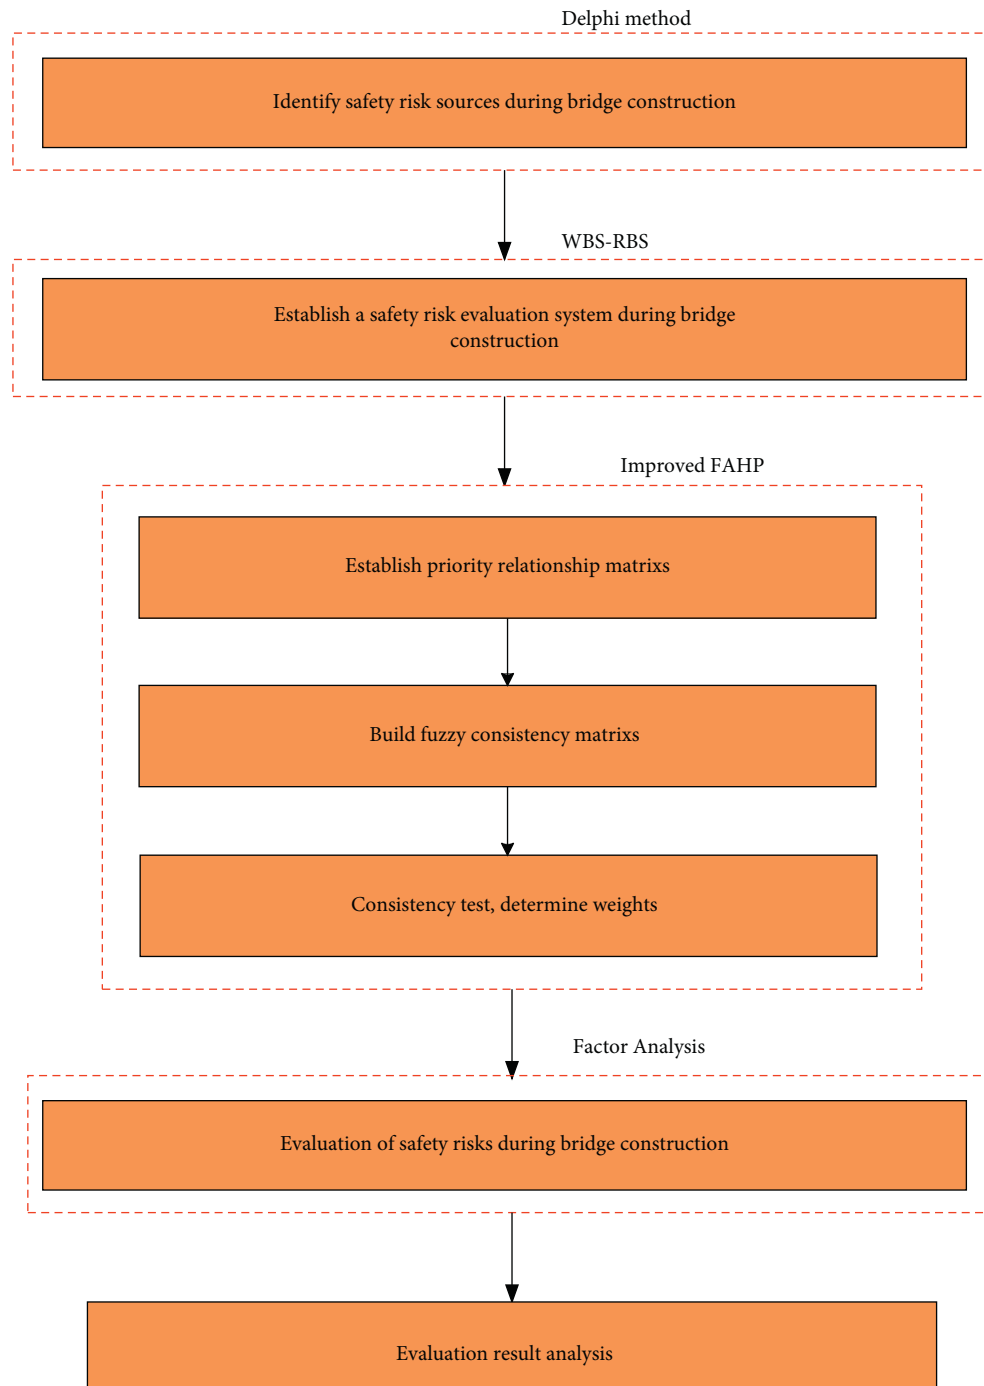 Delphi method
Identify safety risk sources during bridge construction
WBS-RBS
Establish a safety risk evaluation system during bridge
construction
Improved FAHP
Establish priority relationship matrixs
Build fuzzy consistency matrixs
Consistency test, determine weights
Factor Analysis
Evaluation of safety risks during bridge construction
Evaluation result analysis